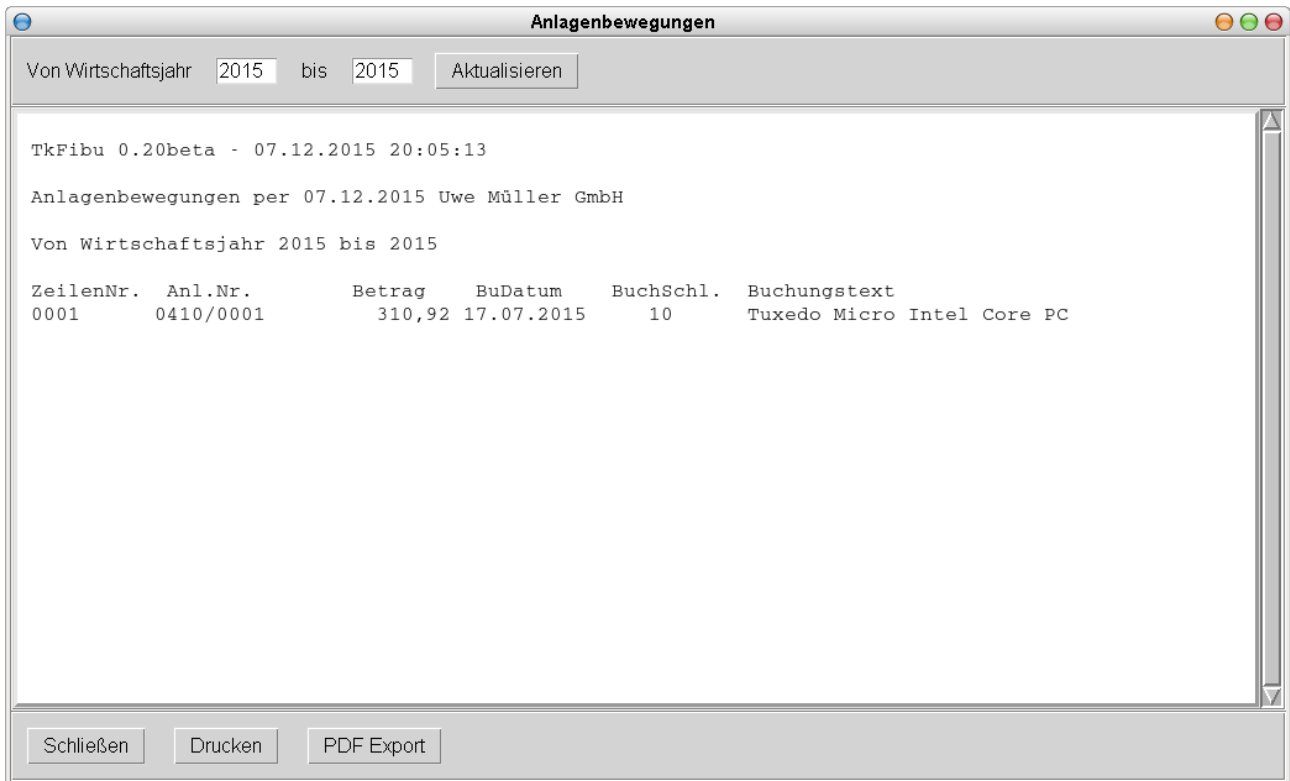 Anlagenbewegungen
Von Wirtschaftsjahr 2015 bis 2015 Aktualisieren
TkFibu 0.20beta - 07.12.2015 20:05:13
Anlagenbewegungen per 07.12.2015 Uwe Müller GmbH
Von Wirtschaftsjahr 2015 bis 2015
ZeilenNr. Anl.Nr. Betrag BuDatum BuchSchl. Buchungstext
0001 0410/0001 310,92 17.07.2015 10 Tuxedo Micro Intel Core PC
Schließen Drucken PDF Export